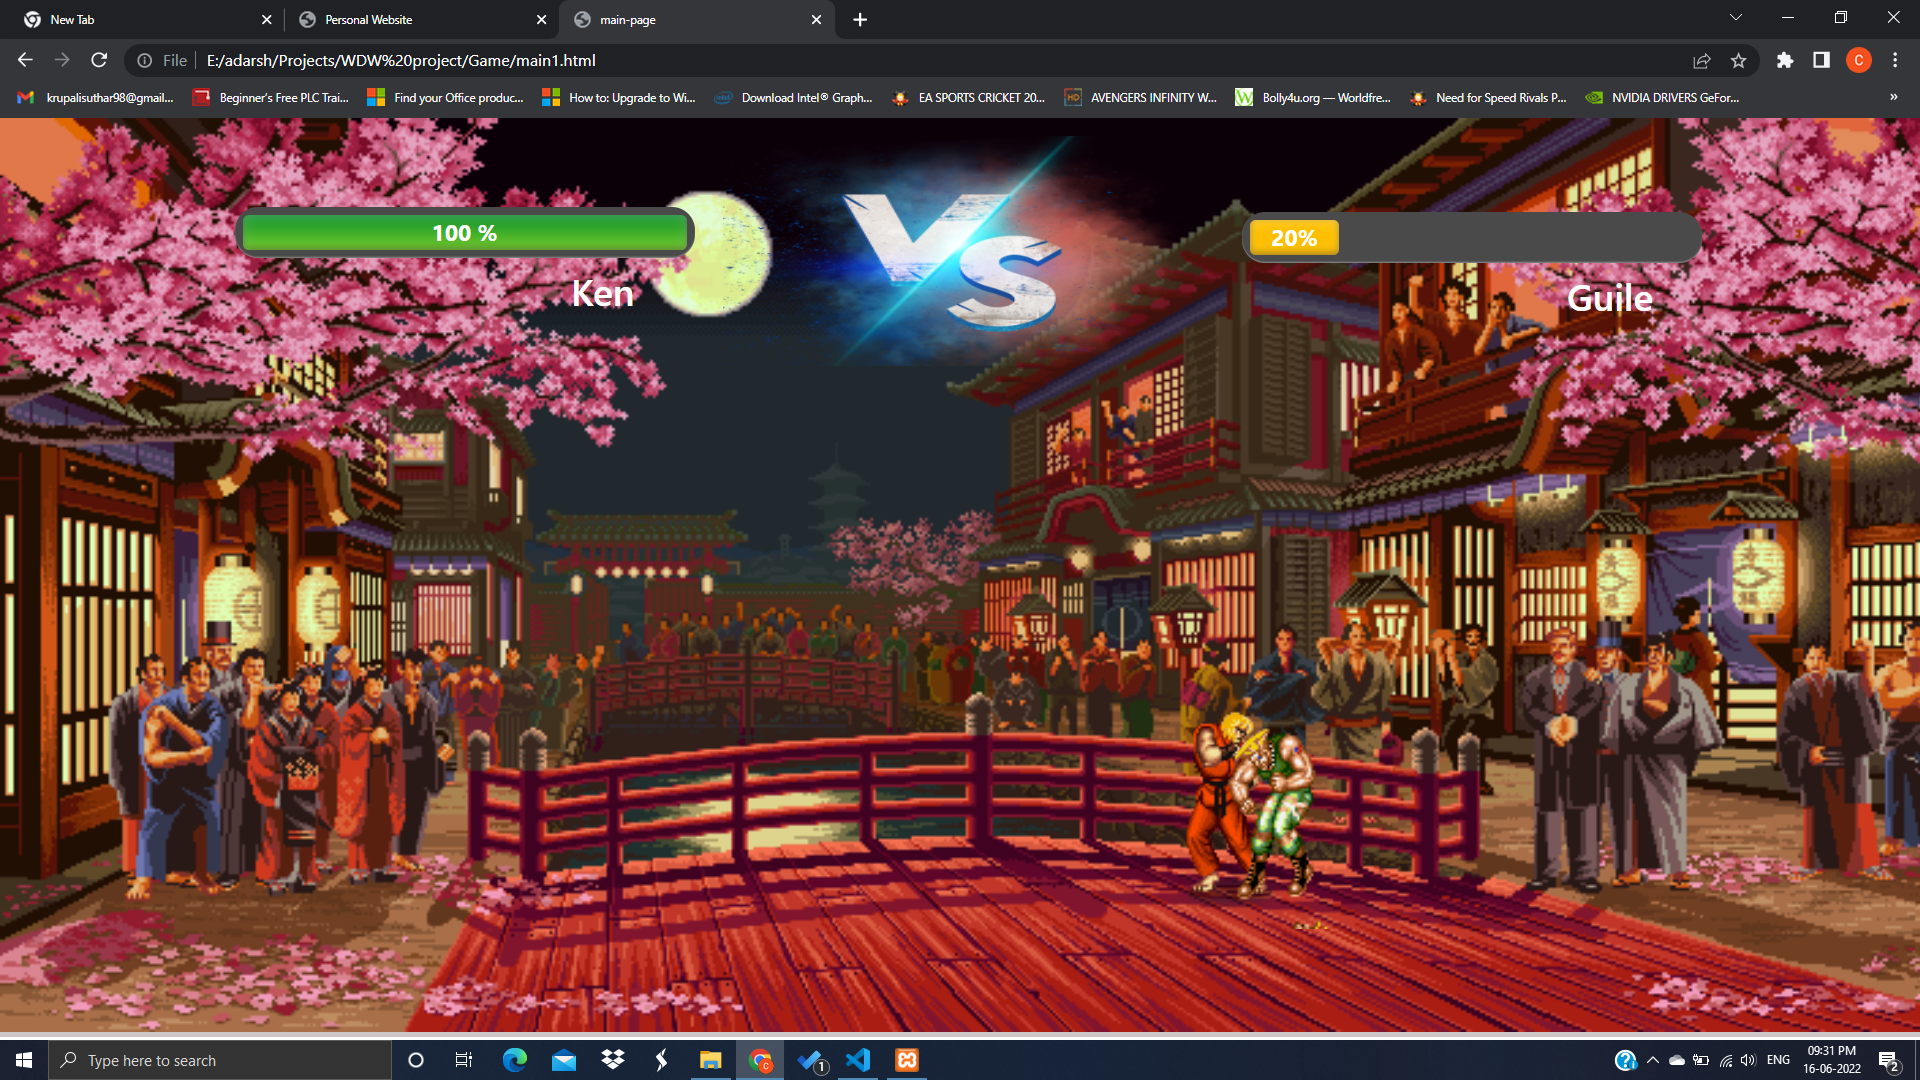 New Tab
Personal Website
main-page
File
E:/adarsh/Projects/WDW%20project/Game/main1.html
C
krupalisuthar98@gmail...
Beginner's Free PLC Trai...
Find your Office produc...
How to: Upgrade to Wi...
Download Intel® Graph...
EA SPORTS CRICKET 20...
HD
AVENGERS INFINITY W...
W
Bolly4u.org — Worldfre...
Need for Speed Rivals P...
NVIDIA DRIVERS GeFor...
VS
100 %
20%
Ken
Guile
Type here to search
C
1
ENG
09:31 PM
16-06-2022
2